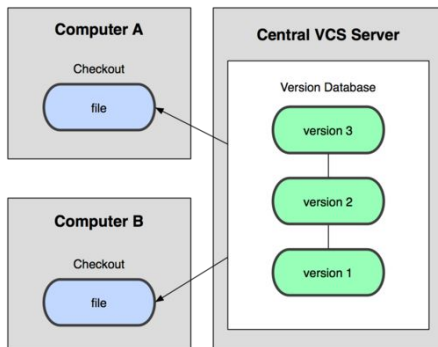 Computer A
Checkout
file
Computer B
Checkout
file
Central VCS Server
Version Database
version 3
version 2
version 1